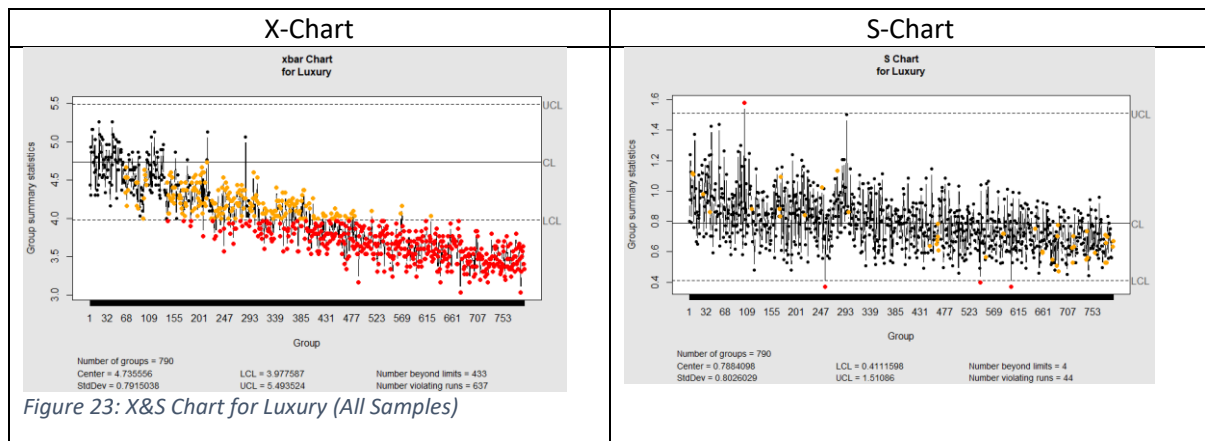 X-Chart
S-Chart
xbar Chart
for Luxury
Group summary statistics
5.5
5.0
4.5
4.0
3.5
3.0
UCL
CL
LCL
1 32 68 109 155 201 247 293 339 385 431 477 523 569 615 661 707 753
Group
Number of groups = 790
Center = 4.735556
StdDev = 0.7915038
LCL = 3.977587
UCL = 5.493524
Number beyond limits = 433
Number violating runs = 637
S Chart
for Luxury
Group summary statistics
1.6
1.4
1.2
1.0
0.8
0.6
0.4
UCL
CL
LCL
1 32 68 109 155 201 247 293 339 385 431 477 523 569 615 661 707 753
Group
Number of groups = 790
Center = 0.7884098
StdDev = 0.8026029
LCL = 0.4111598
UCL = 1.51086
Number beyond limits = 4
Number violating runs = 44
Figure 23: X&S Chart for Luxury (All Samples)